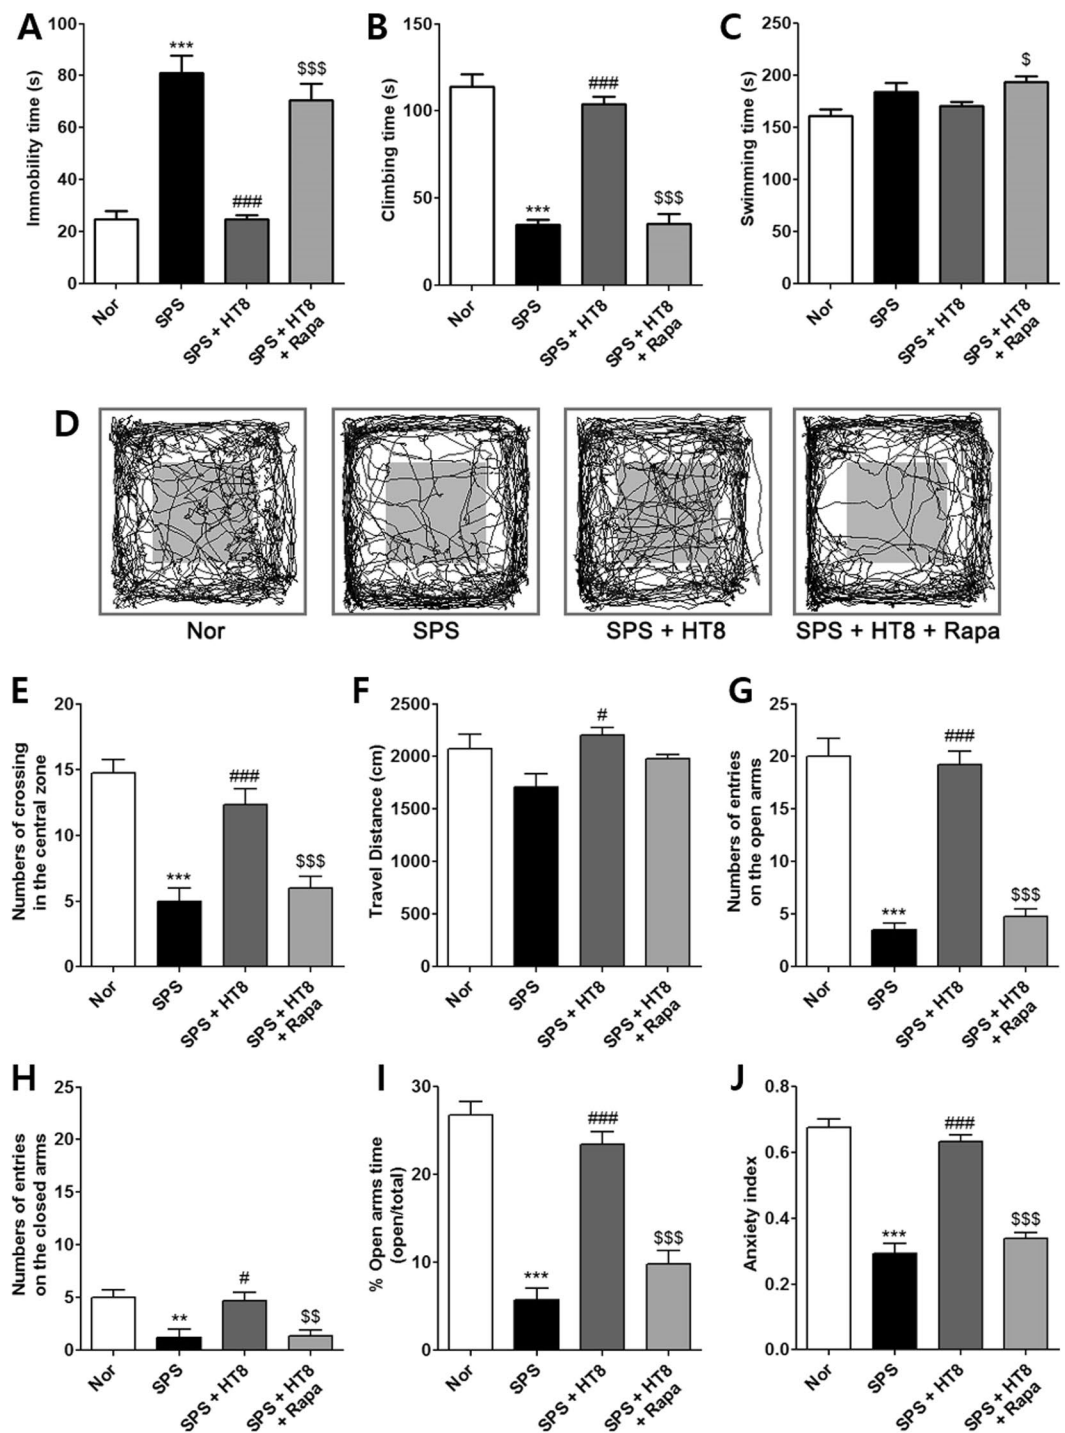 A
Immobility time (s)
100
80
60
40
20
0
***
###
$$$
Nor
SPS
SPS + HT8
SPS + HT8
+ Rapa
B
Climbing time (s)
150
100
50
0
***
###
$$$
Nor
SPS
SPS + HT8
SPS + HT8
+ Rapa
C
Swimming time (s)
250
200
150
100
50
0
$
Nor
SPS
SPS + HT8
SPS + HT8
+ Rapa
D
Nor
SPS
SPS + HT8
SPS + HT8 + Rapa
E
Numbers of crossing
in the central zone
20
15
10
5
0
***
###
$$$
Nor
SPS
SPS + HT8
SPS + HT8
+ Rapa
F
Travel Distance (cm)
2500
2000
1500
1000
500
0
#
Nor
SPS
SPS + HT8
SPS + HT8
+ Rapa
G
Numbers of entries
on the open arms
25
20
15
10
5
0
***
###
$$$
Nor
SPS
SPS + HT8
SPS + HT8
+ Rapa
H
Numbers of entries
on the closed arms
25
20
15
10
5
0
**
#
$$
Nor
SPS
SPS + HT8
SPS + HT8
+ Rapa
I
% Open arms time
(open/total)
30
20
10
0
***
###
$$$
Nor
SPS
SPS + HT8
SPS + HT8
+ Rapa
J
Anxiety index
0.8
0.6
0.4
0.2
0.0
***
###
$$$
Nor
SPS
SPS + HT8
SPS + HT8
+ Rapa